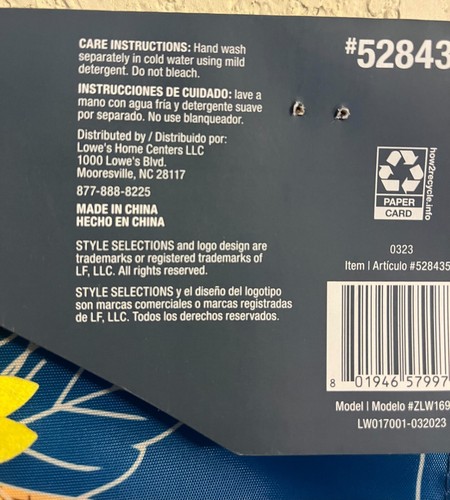 CARE INSTRUCTIONS: Hand wash
separately in cold water using mild
detergent. Do not bleach.
INSTRUCCIONES DE CUIDADO: lave a
mano con agua fría y detergente suave
por separado. No use blanqueador.
Distributed by / Distribuido por:
Lowe's Home Centers LLC
1000 Lowe's Blvd.
Mooresville, NC 28117
877-888-8225
MADE IN CHINA
HECHO EN CHINA
STYLE SELECTIONS and logo design are
trademarks or registered trademarks of
LF, LLC. All rights reserved.
STYLE SELECTIONS y el diseño del logotipo
son marcas comerciales o marcas registradas
de LF, LLC. Todos los derechos reservados.
#52843
how2recycle.info
PAPER
CARD
0323
Item | Artículo #528435
8 01946 57997
Model | Modelo #ZLW169
LW017001-032023